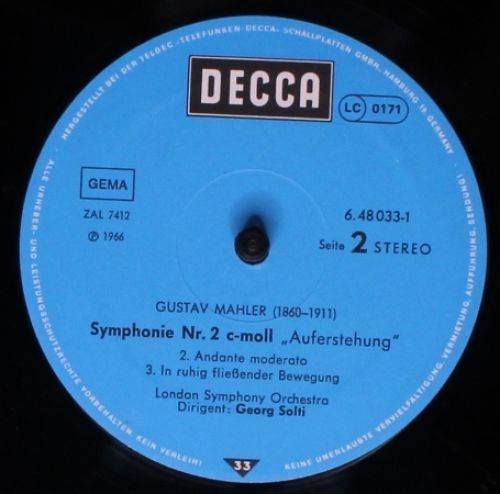 HERGESTELLT BEI DER TELDEC „TELEFUNKEN-DECCA“ SCHALLPLATTEN GMBH, HAMBURG 19, GERMANY
DECCA
LC 0171
GEMA
ZAL 7412
℗ 1966
6.48 033-1
Seite 2 STEREO
GUSTAV MAHLER (1860–1911)
Symphonie Nr. 2 c-moll „Auferstehung“
2. Andante moderato
3. In ruhig fließender Bewegung
London Symphony Orchestra
Dirigent: Georg Solti
33
ALLE URHEBER- UND LEISTUNGSSCHUTZRECHTE VORBEHALTEN KEIN VERLEIH!
KEINE UNERLAUBTE VERVIELFÄLTIGUNG, VERMIETUNG, AUFFÜHRUNG, SENDUNG!